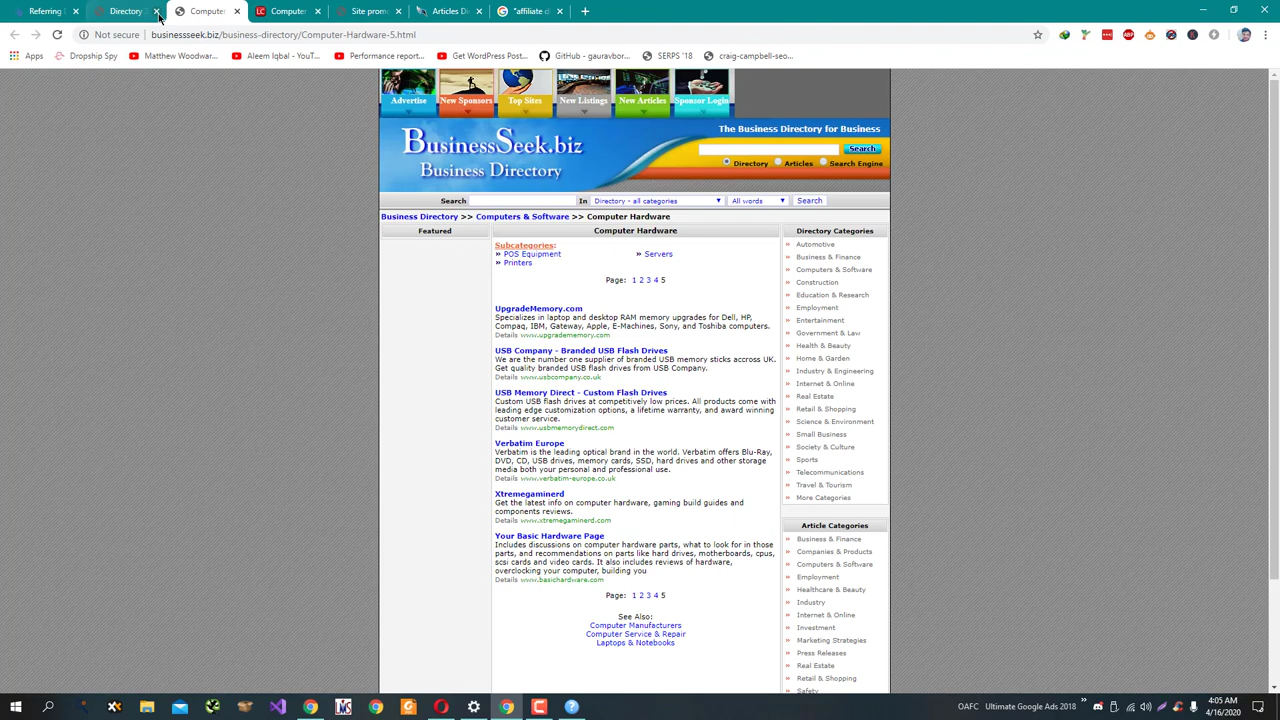 Referring
Directory
Computer
Computer
Site partic
Articles Di
Affiliate di
Not secure
businessseek.biz/business-directory/Computer-Hardware-5.html
Apps
Dropship Spy
Matthew Woodwar...
Aleem Iqbal - YouT...
Performance report...
Get WordPress Post...
GitHub - gauravbor...
SERPS '18
craig-campbell-seo...
Advertise
New Sponsors
Top Sites
New Listings
New Articles
Sponsor Login
BusinessSeek.biz
Business Directory
The Business Directory for Business
Search
Directory
Articles
Search Engine
Search
In
Directory - all categories
All words
Search
Business Directory >> Computers & Software >> Computer Hardware
Featured
Computer Hardware
Subcategories:
» POS Equipment
» Servers
» Printers
Page: 1 2 3 4 5
UpgradeMemory.com
Specializes in laptop and desktop RAM memory upgrades for Dell, HP,
Compaq, IBM, Gateway, Apple, E-Machines, Sony, and Toshiba computers.
Details www.upgradememory.com
USB Company - Branded USB Flash Drives
We are the number one supplier of branded USB memory sticks accross UK.
Get quality branded USB flash drives from USB Company.
Details www.usbcompany.co.uk
USB Memory Direct - Custom Flash Drives
Custom USB flash drives at competitively low prices. All products come with
leading edge customization options, a lifetime warranty, and award winning
customer service.
Details www.usbmemorydirect.com
Verbatim Europe
Verbatim is the leading optical brand in the world. Verbatim offers Blu-Ray,
DVD, CD, USB drives, memory cards, SSD, hard drives and other storage
media both your personal and professional use.
Details www.verbatim-europe.co.uk
Xtremegaminerd
Get the latest info on computer hardware, gaming build guides and
components reviews.
Details www.xtremegaminerd.com
Your Basic Hardware Page
Includes discussions on computer hardware parts, what to look for in those
parts, and recommendations on parts like hard drives, motherboards, cpus,
scsi cards and video cards. It also includes reviews of hardware,
overclocking your computer, building you
Details www.basichardware.com
Page: 1 2 3 4 5
See Also:
Computer Manufacturers
Computer Service & Repair
Laptops & Notebooks
Directory Categories
» Automotive
» Business & Finance
» Computers & Software
» Construction
» Education & Research
» Employment
» Entertainment
» Government & Law
» Health & Beauty
» Home & Garden
» Industry & Engineering
» Internet & Online
» Real Estate
» Retail & Shopping
» Science & Environment
» Small Business
» Society & Culture
» Sports
» Telecommunications
» Travel & Tourism
» More Categories
Article Categories
» Business & Finance
» Companies & Products
» Computers & Software
» Employment
» Healthcare & Beauty
» Industry
» Internet & Online
» Investment
» Marketing Strategies
» Press Releases
» Real Estate
» Retail & Shopping
» Safety
OAFC
Ultimate Google Ads 2018
4:05 AM
4/16/2020